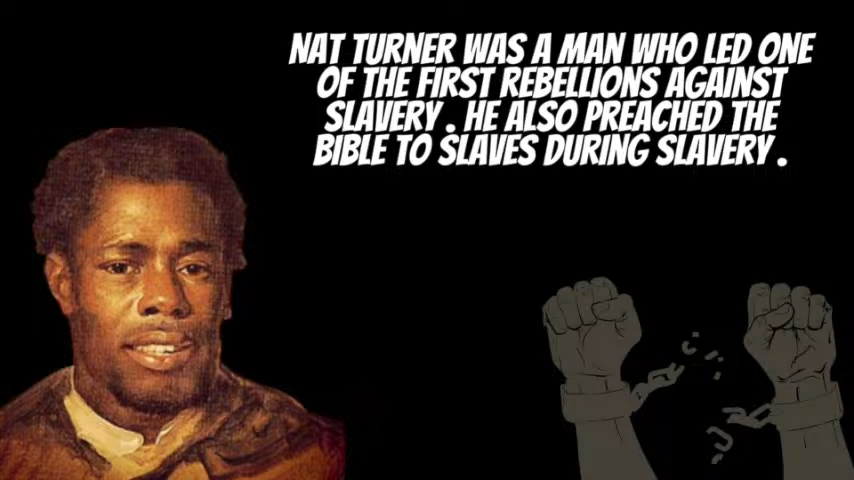 NAT TURNER WAS A MAN WHO LED ONE
OF THE FIRST REBELLIONS AGAINST
SLAVERY . HE ALSO PREACHED THE
BIBLE TO SLAVES DURING SLAVERY .